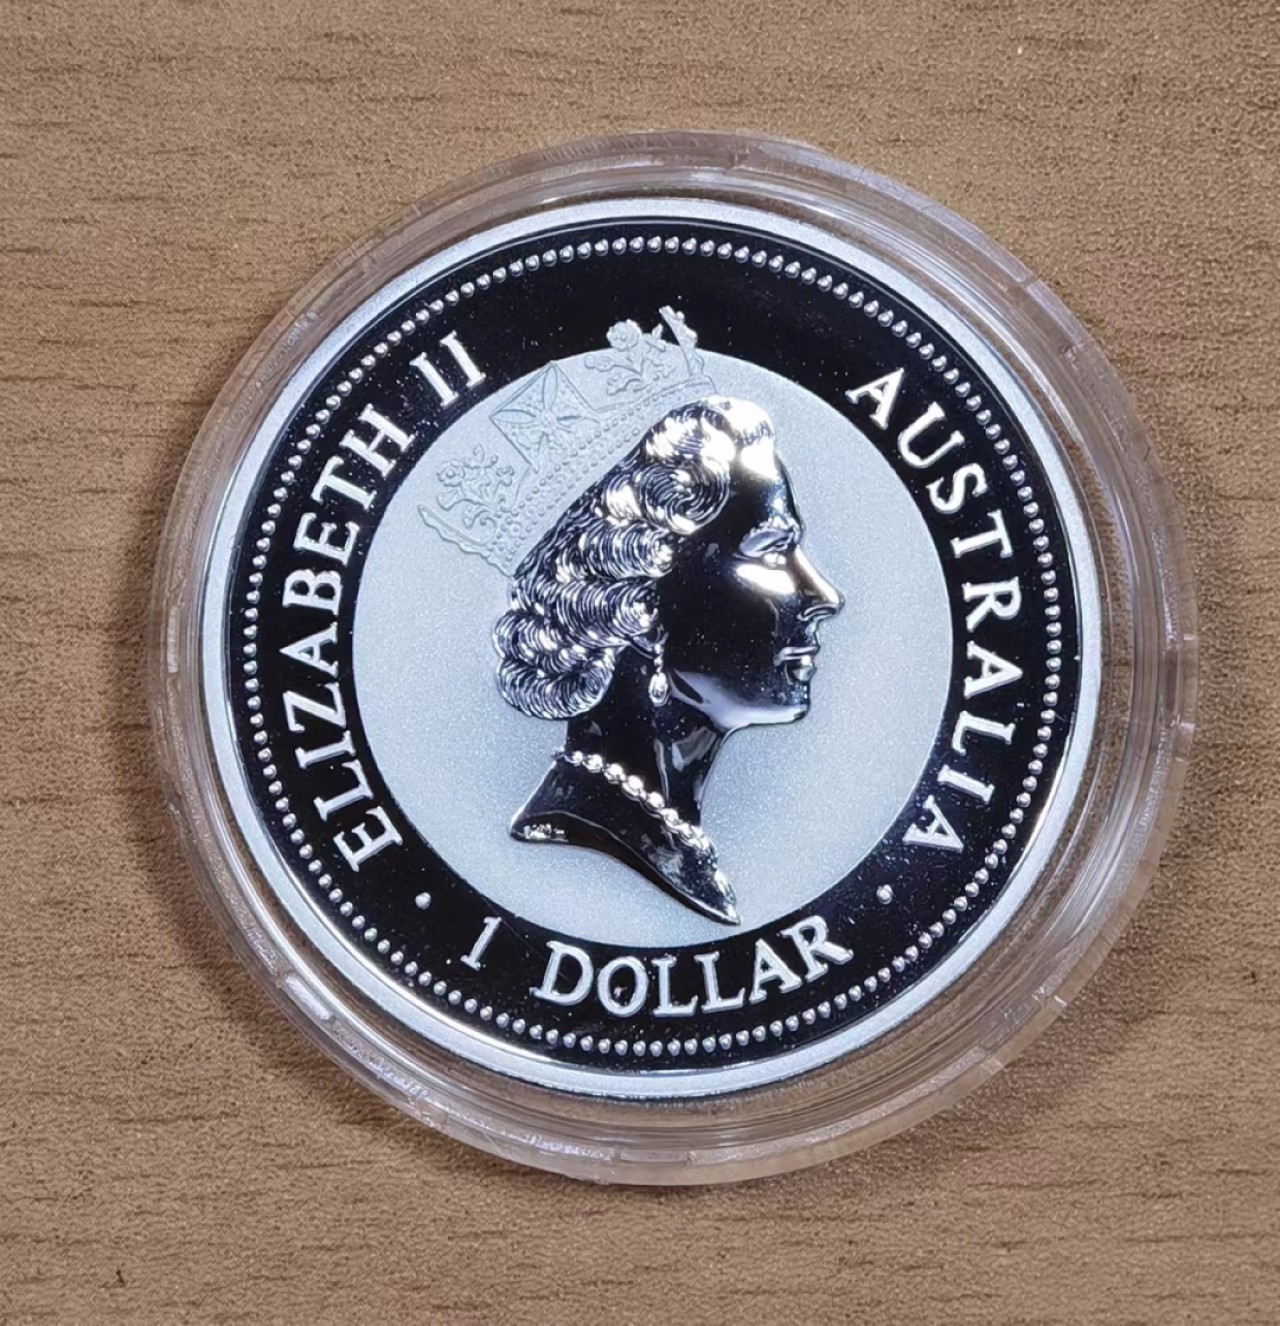 ELIZABETH II
AUSTRALIA
· 1 DOLLAR ·